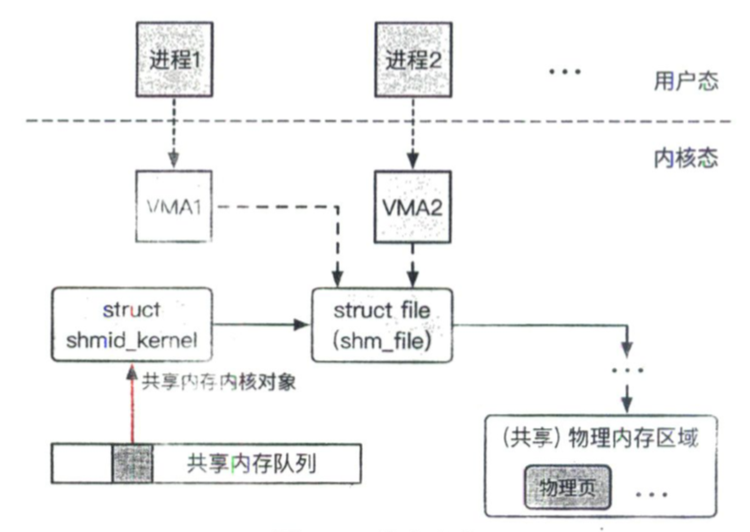 进程1
进程2
...
用户态
内核态
VMA1
VMA2
struct
shmid_kernel
struct file
(shm_file)
共享内存内核对象
...
共享内存队列
(共享) 物理内存区域
物理页
...